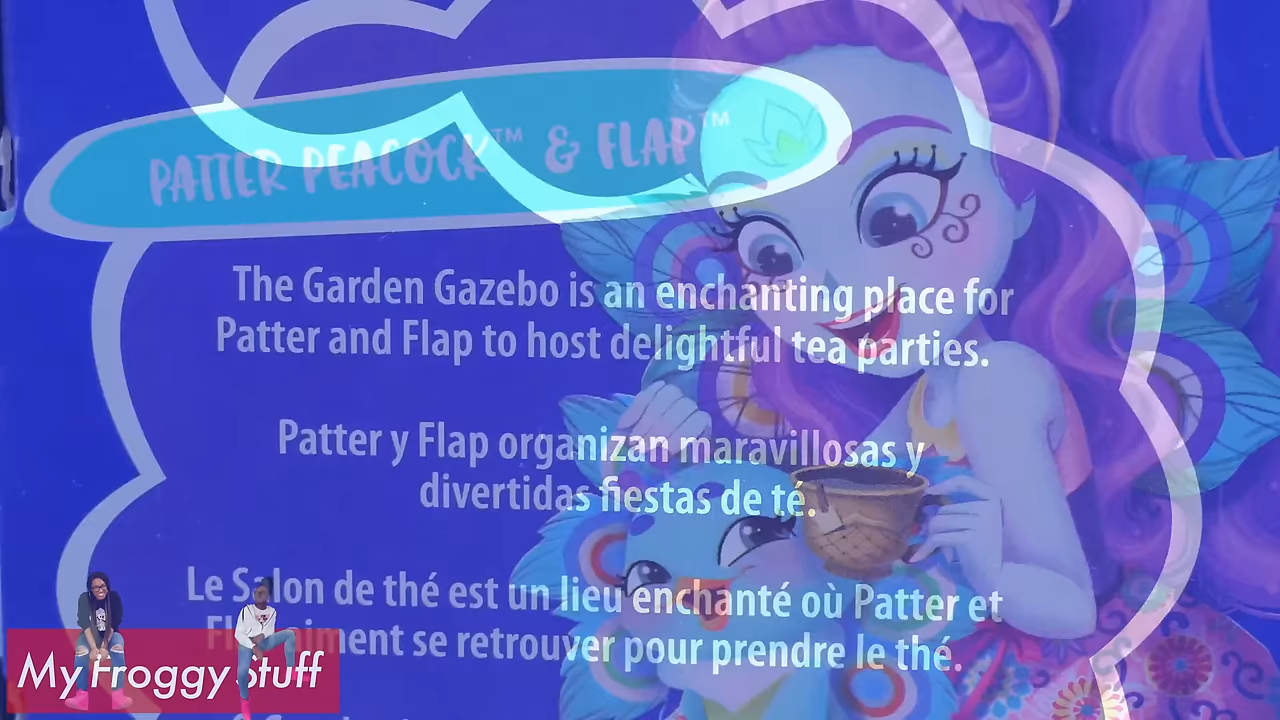 PATTER PEACOCK™ & FLAP™
The Garden Gazebo is an enchanting place for
Patter and Flap to host delightful tea parties.
Patter y Flap organizan maravillosas y
divertidas fiestas de té.
Le Salon de thé est un lieu enchanté où Patter et
se retrouver pour prendre le thé.
My Froggy Stuff